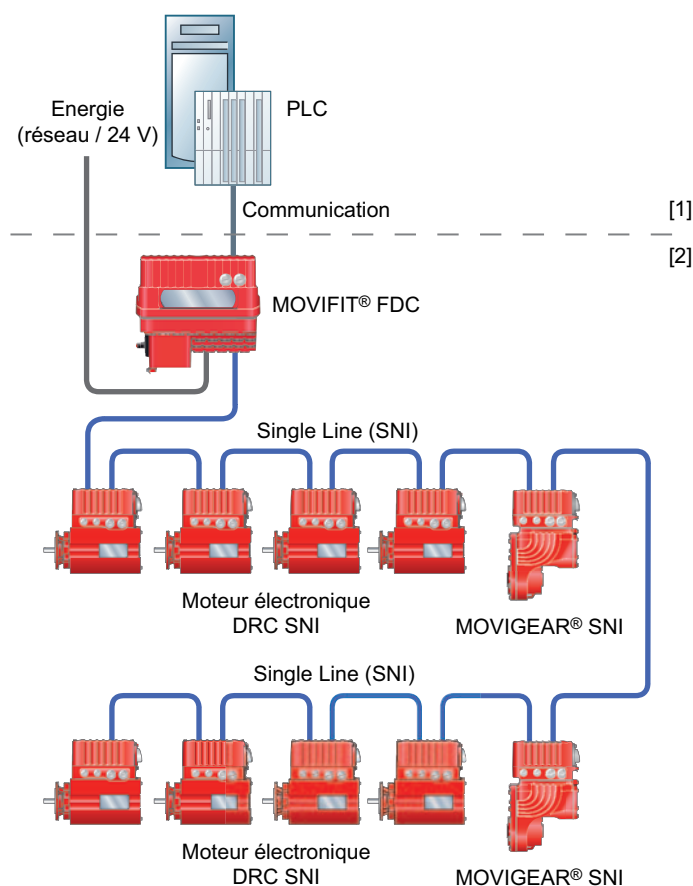 Energie
(réseau / 24 V)
PLC
Communication
[1]
[2]
MOVIFIT® FDC
Single Line (SNI)
Moteur électronique
DRC SNI
MOVIGEAR® SNI
Single Line (SNI)
Moteur électronique
DRC SNI
MOVIGEAR® SNI